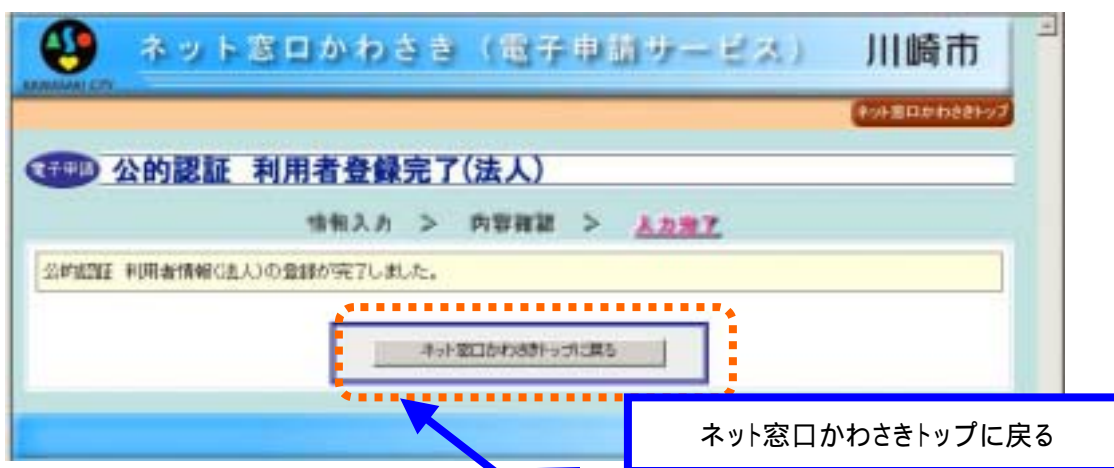 ネット窓口かわさき（電子申請サービス） 川崎市
KAWASAKI CITY
ネット窓口かわさきトップ
電子申請 公的認証 利用者登録完了(法人)
情報入力 > 内容確認 > 入力完了
公的認証 利用者情報(法人)の登録が完了しました。
ネット窓口かわさきトップに戻る
ネット窓口かわさきトップに戻る